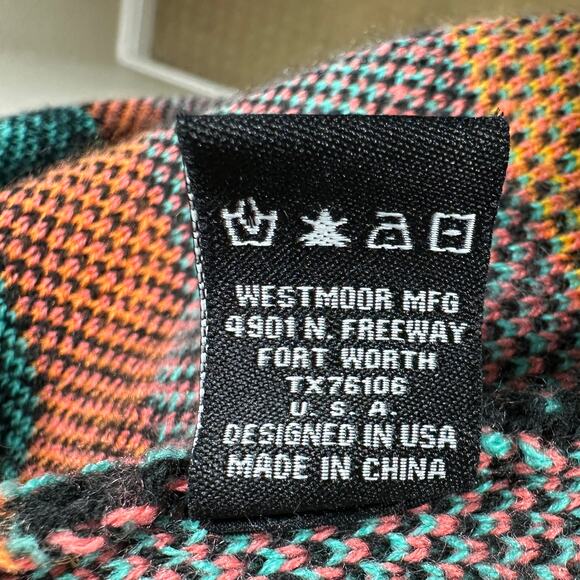 WESTMOOR MFG
4901 N. FREEWAY
FORT WORTH
TX76106
U. S. A.
DESIGNED IN USA
MADE IN CHINA